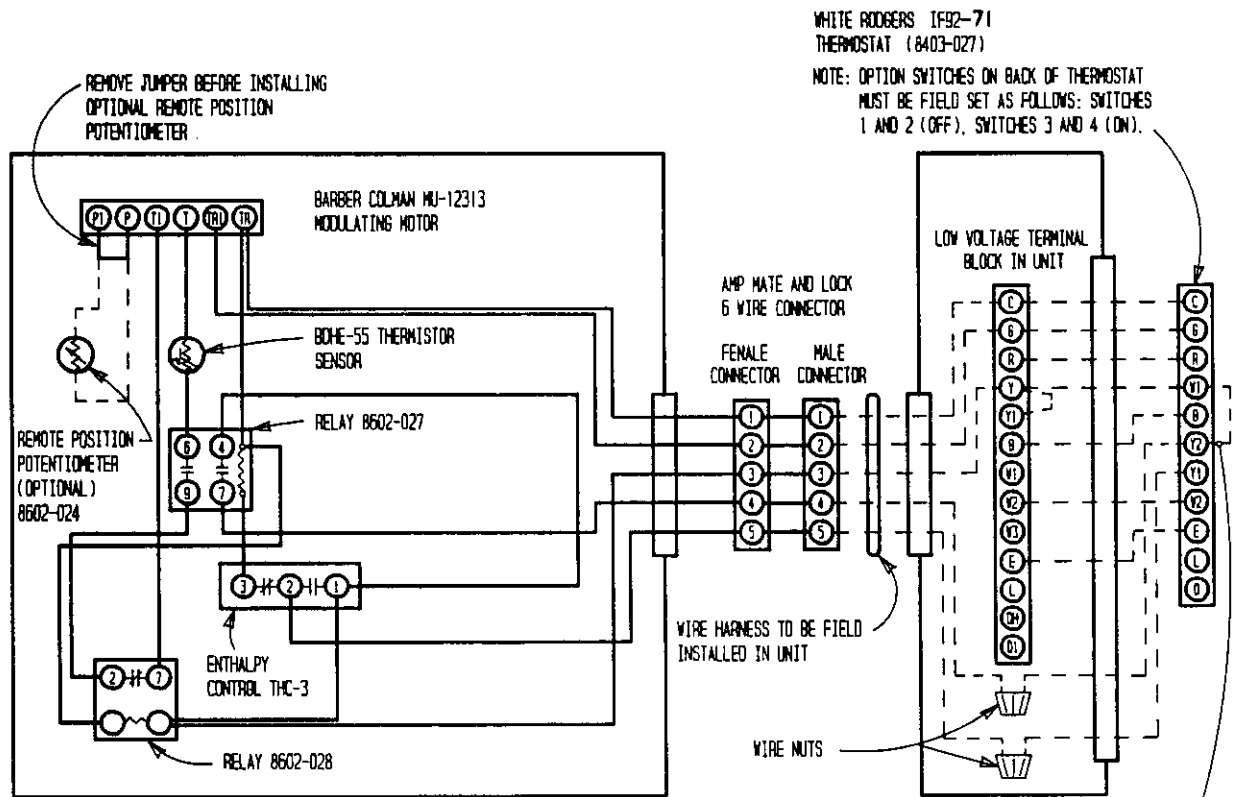 WHITE RODGERS IF92-71
THERMOSTAT (8403-027)
NOTE: OPTION SWITCHES ON BACK OF THERMOSTAT
MUST BE FIELD SET AS FOLLOWS: SWITCHES
1 AND 2 (OFF), SWITCHES 3 AND 4 (ON).
REMOVE JUMPER BEFORE INSTALLING
OPTIONAL REMOTE POSITION
POTENTIOMETER
P1 P T1 T TR1 TR
BARBER COLMAN MU-12313
MODULATING MOTOR
BDHE-55 THERMISTOR
SENSOR
RELAY 8602-027
6 4
9 7
REMOTE POSITION
POTENTIOMETER
(OPTIONAL)
8602-024
3 2 1
ENTHALPY
CONTROL THC-3
2 7
RELAY 8602-028
AMP MATE AND LOCK
6 WIRE CONNECTOR
FENALE
CONNECTOR
MALE
CONNECTOR
1 1
2 2
3 3
4 4
5 5
WIRE HARNESS TO BE FIELD
INSTALLED IN UNIT
LOW VOLTAGE TERMINAL
BLOCK IN UNIT
C
G
R
Y
Y1
B
W1
W2
W3
E
L
DH
D1
WIRE NUTS
C
G
R
W1
B
Y2
Y1
W2
E
L
O